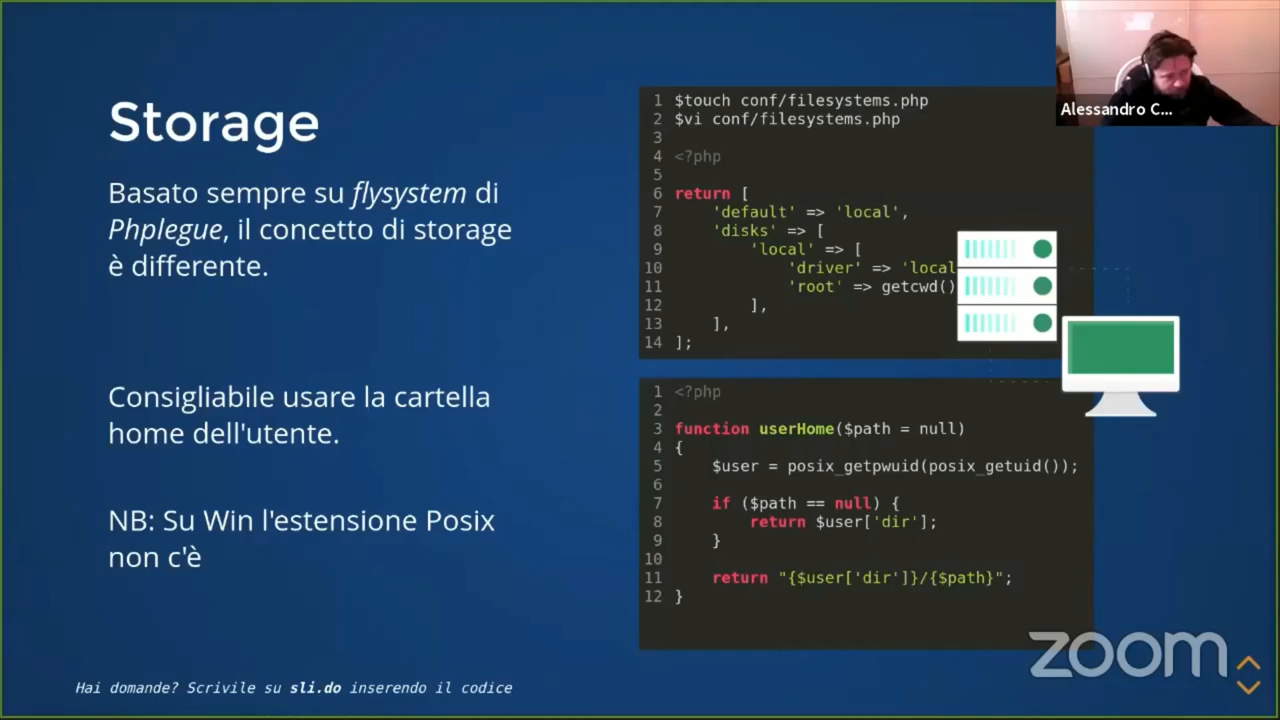 Storage
Basato sempre su flysystem di
Phplegue, il concetto di storage
è differente.
Consigliabile usare la cartella
home dell'utente.
NB: Su Win l'estensione Posix
non c'è
Hai domande? Scrivile su sli.do inserendo il codice
1 $touch conf/filesystems.php
2 $vi conf/filesystems.php
3
4 <?php
5
6 return [
7     'default' => 'local',
8     'disks' => [
9         'local' => [
10             'driver' => 'local
11             'root' => getcwd()
12         ],
13     ],
14 ];
1 <?php
2
3 function userHome($path = null)
4 {
5     $user = posix_getpwuid(posix_getuid());
6
7     if ($path == null) {
8         return $user['dir'];
9     }
10
11     return "{$user['dir']}/{$path}";
12 }
Alessandro C...
zoom